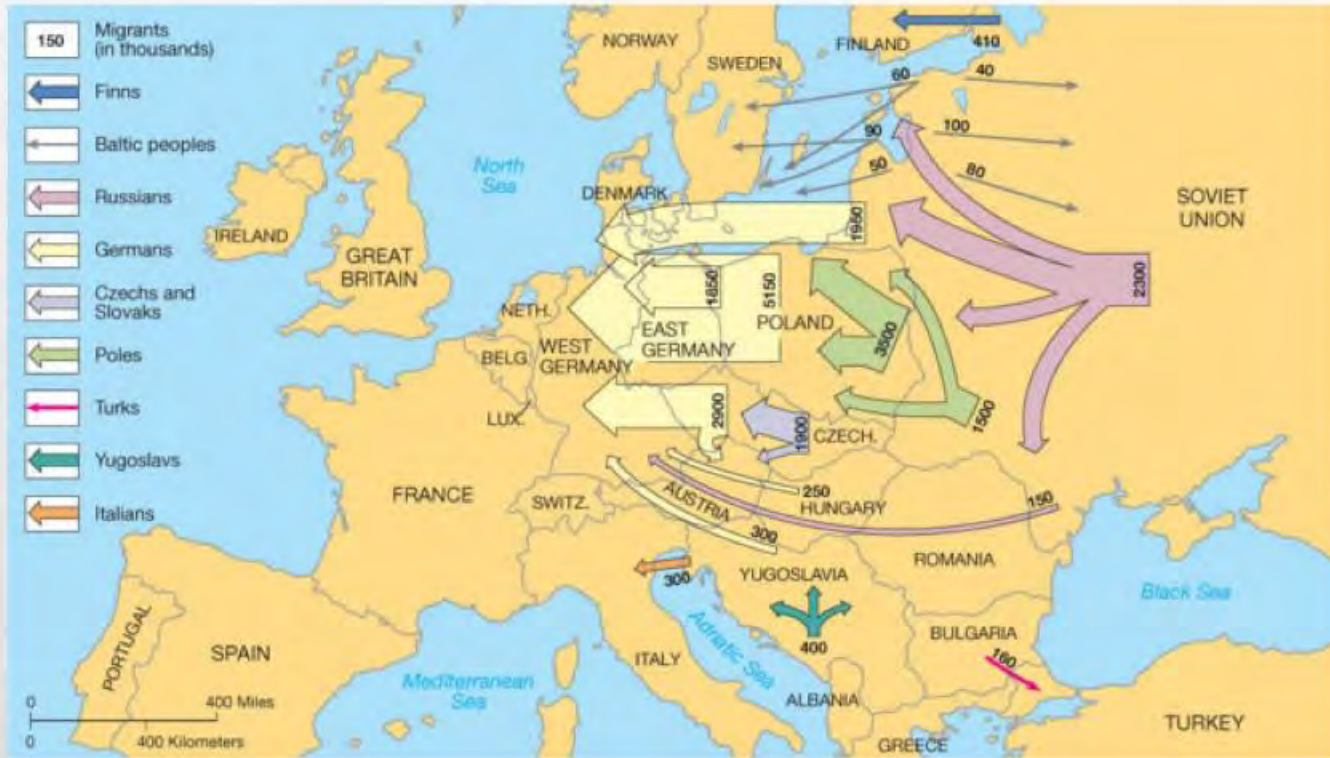 150
Migrants
(in thousands)
Finns
Baltic peoples
Russians
Germans
Czechs and
Slovaks
Poles
Turks
Yugoslavs
Italians
NORWAY
SWEDEN
FINLAND
410
60
40
90
100
50
80
North
Sea
DENMARK
SOVIET
UNION
IRELAND
GREAT
BRITAIN
1950
2300
1850
5150
NETH.
EAST
GERMANY
POLAND
3500
WEST
GERMANY
BELG.
LUX.
2900
1900
CZECH.
1500
FRANCE
SWITZ.
AUSTRIA
250
HUNGARY
150
300
ROMANIA
300
YUGOSLAVIA
Black Sea
Adriatic Sea
400
BULGARIA
160
PORTUGAL
SPAIN
ITALY
Mediterranean
Sea
ALBANIA
TURKEY
GREECE
0
400 Miles
0
400 Kilometers